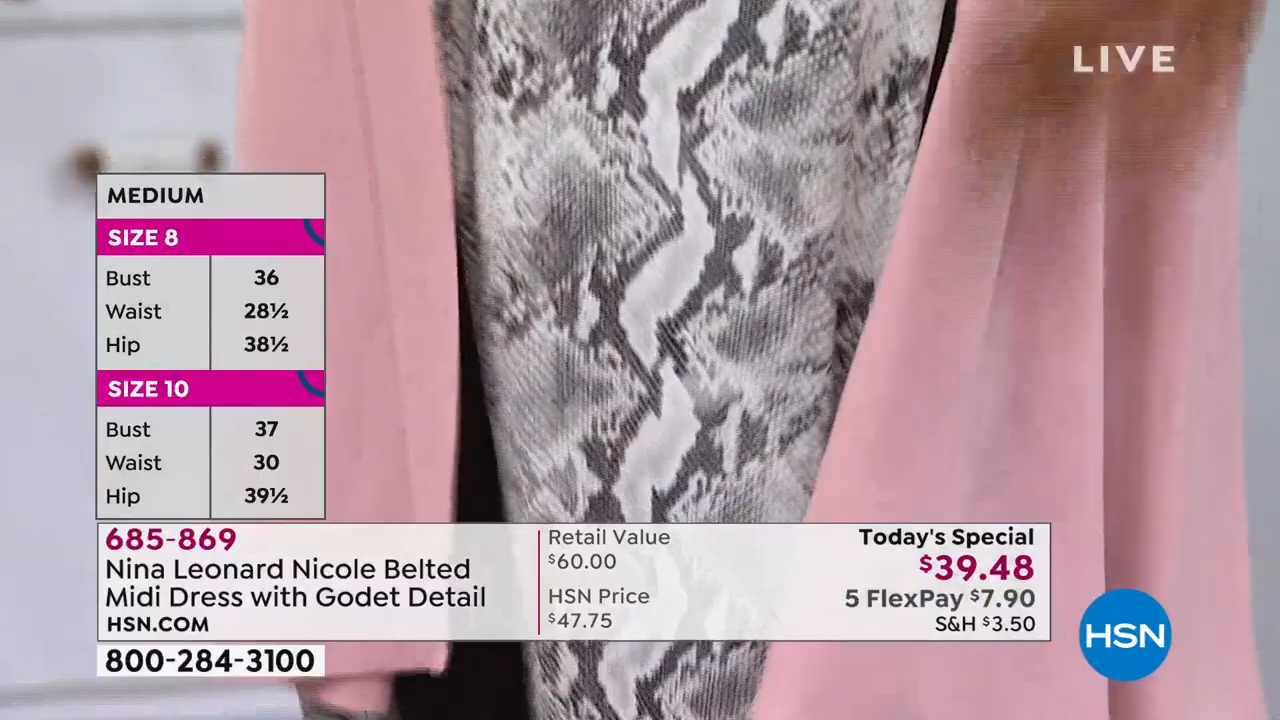 LIVE
MEDIUM
SIZE 8
Bust 36
Waist 28½
Hip 38½
SIZE 10
Bust 37
Waist 30
Hip 39½
685-869
Nina Leonard Nicole Belted
Midi Dress with Godet Detail
HSN.COM
Retail Value
$60.00
HSN Price
$47.75
Today's Special
$39.48
5 FlexPay $7.90
S&H $3.50
800-284-3100
HSN